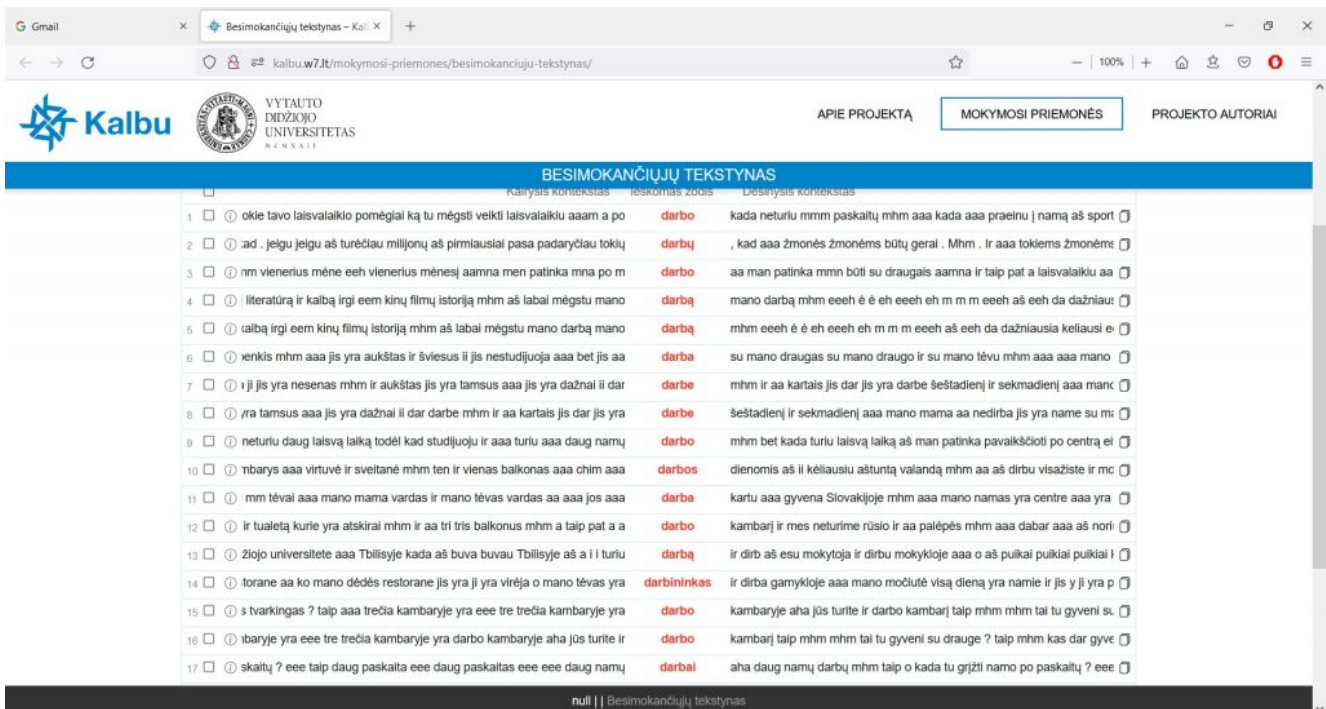 Gmail
Besimokančiųjų tekstynas – Kal
kalbu.w7.lt/mokymosi-priemones/besimokanciuju-tekstynas/
100%
Kalbu
VYTAUTO
DIDŽIOJO
UNIVERSITETAS
MCMXXII
APIE PROJEKTĄ
MOKYMOSI PRIEMONĖS
PROJEKTO AUTORIAI
BESIMOKANČIŲJŲ TEKSTYNAS
Kairysis kontekstas Ieškomas žodis Dešinysis kontekstas
1 okie tavo laisvalaikio pomėgiai ką tu mėgsti veikti laisvalaikiu aaam a po darbo kada neturiu mmm paskaitų mhm aaa kada aaa praeinu į namą aš sport
2 ad . jeigu jeigu aš turėčiau milijonų aš pirmiausiai pasa padaryčiau tokių darbų , kad aaa žmonės žmonėms būtų gerai . Mhm . Ir aaa tokiems žmonėms
3 nm vienerius mėne eeh vienerius mėnesį aamna men patinka mna po m darbo aa man patinka mmn būti su draugais aamna ir taip pat a laisvalaikiu aa
4 literatūrą ir kalbą irgi eem kinų filmų istoriją mhm aš labai mėgstu mano darbą mano darbą mhm eeeh ė ė eh eeeh eh m m m eeeh aš eeh da dažniau
5 kalbą irgi eem kinų filmų istoriją mhm aš labai mėgstu mano darbą mano darbą mhm eeeh ė ė eh eeeh eh m m m eeeh aš eeh da dažniausia keliausi e
6 penkis mhm aaa jis yra aukštas ir šviesus ii jis nestudijuoja aaa bet jis aa darba su mano draugas su mano draugo ir su mano tėvu mhm aaa aaa mano
7 ji jis yra nesenas mhm ir aukštas jis yra tamsus aaa jis yra dažnai ii dar darbe mhm ir aa kartais jis dar jis yra darbe šeštadienį ir sekmadienį aaa mano
8 yra tamsus aaa jis yra dažnai ii dar darbe mhm ir aa kartais jis dar jis yra darbe šeštadienį ir sekmadienį aaa mano mama aa nedirba jis yra name su ma
9 neturiu daug laisvą laiką todėl kad studijuoju ir aaa turiu aaa daug namų darbo mhm bet kada turiu laisvą laiką aš man patinka pavaikščioti po centrą ei
10 mbarys aaa virtuvė ir sveitanė mhm ten ir vienas balkonas aaa chim aaa darbos dienomis aš ii kėliausiu aštuntą valandą mhm aa aš dirbu visažiste ir mo
11 mm tėvai aaa mano mama vardas ir mano tėvas vardas aa aaa jos aaa darba kartu aaa gyvena Slovakijoje mhm aaa mano namas yra centre aaa yra
12 ir tualetą kurie yra atskirai mhm ir aa tri tris balkonus mhm a taip pat a a darbo kambarį ir mes neturime rūsio ir aa palėpės mhm aaa dabar aaa aš nori
13 žiojo universitete aaa Tbilisyje kada aš buva buvau Tbilisyje aš a i i turiu darbą ir dirb aš esu mokytoja ir dirbu mokykloje aaa o aš puikai puikiai puikiai
14 torane aa ko mano dėdės restorane jis yra ji yra virėja o mano tėvas yra darbininkas ir dirba gamykloje aaa mano močiutė visą dieną yra namie ir jis y ji yra p
15 s tvarkingas ? taip aaa trečia kambaryje yra eee tre trečia kambaryje yra darbo kambaryje aha jūs turite ir darbo kambarį taip mhm mhm tai tu gyveni su
16 baryje yra eee tre trečia kambaryje yra darbo kambaryje aha jūs turite ir darbo kambarį taip mhm mhm tai tu gyveni su drauge ? taip mhm kas dar gyve
17 skaitų ? eee taip daug paskaita eee daug paskaitas eee eee daug namų darbai aha daug namų darbų mhm taip o kada tu grįžti namo po paskaitų ? eee
null | | Besimokančiųjų tekstynas